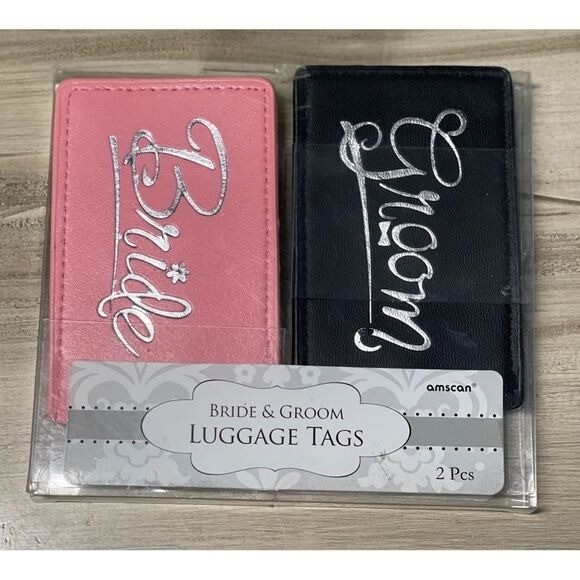 Bride
Groom
amscan®
BRIDE & GROOM
LUGGAGE TAGS
2 Pcs